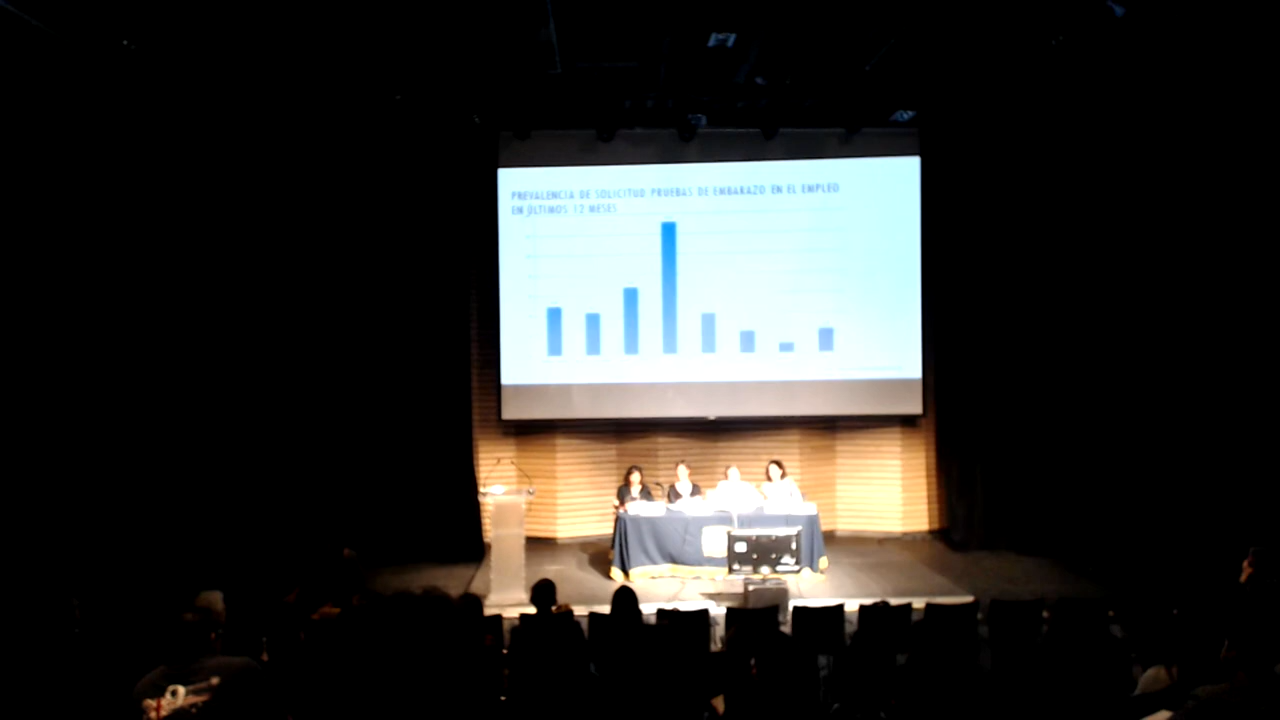 PREVALENCIA DE SOLICITUD PRUEBAS DE EMBARAZO EN EL EMPLEO
EN ÚLTIMOS 12 MESES